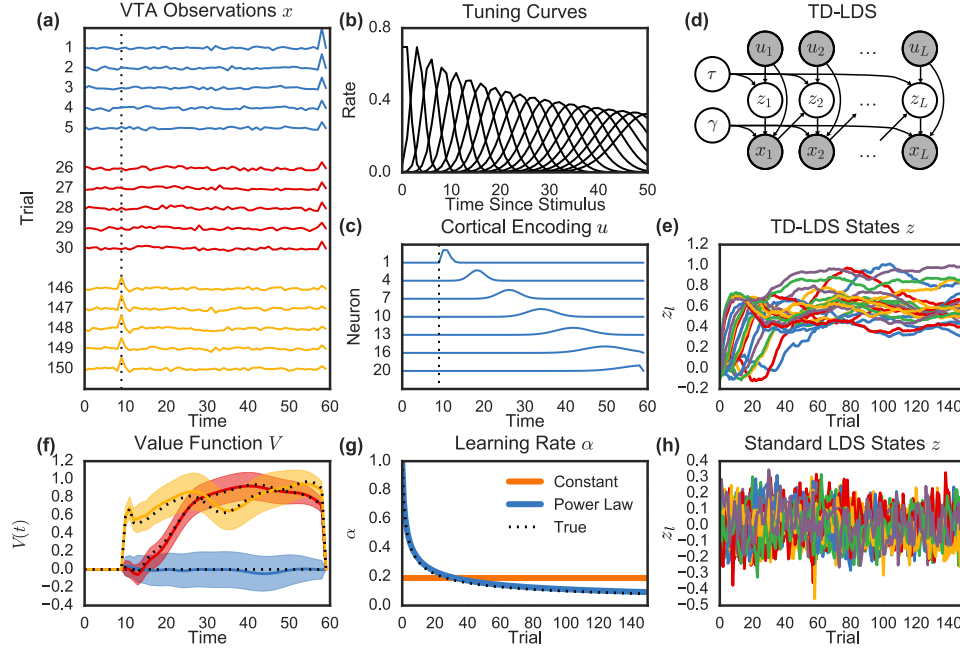 (a) VTA Observations x
Trial
1
2
3
4
5
26
27
28
29
30
146
147
148
149
150
0 10 20 30 40 50 60
Time
(b) Tuning Curves
Rate
0.8
0.4
0.0
0 10 20 30 40 50
Time Since Stimulus
(c) Cortical Encoding u
Neuron
1
4
7
10
13
16
20
0 10 20 30 40 50 60
Time
(d) TD-LDS
u1 u2 ... uL
τ
z1 z2 ... zL
γ
x1 x2 ... xL
(e) TD-LDS States z
zl
1.2
1.0
0.8
0.6
0.4
0.2
0.0
−0.2
0 20 40 60 80 100 120 140
Trial
(f) Value Function V
V(t)
1.2
1.0
0.8
0.6
0.4
0.2
0.0
−0.2
−0.4
0 10 20 30 40 50 60
Time
(g) Learning Rate α
α
1.0
0.8
0.6
0.4
0.2
0.0
Constant
Power Law
True
0 20 40 60 80 100 120 140
Trial
(h) Standard LDS States z
zl
0.4
0.3
0.2
0.1
0.0
−0.1
−0.2
−0.3
−0.4
−0.5
0 20 40 60 80 100 120 140
Trial